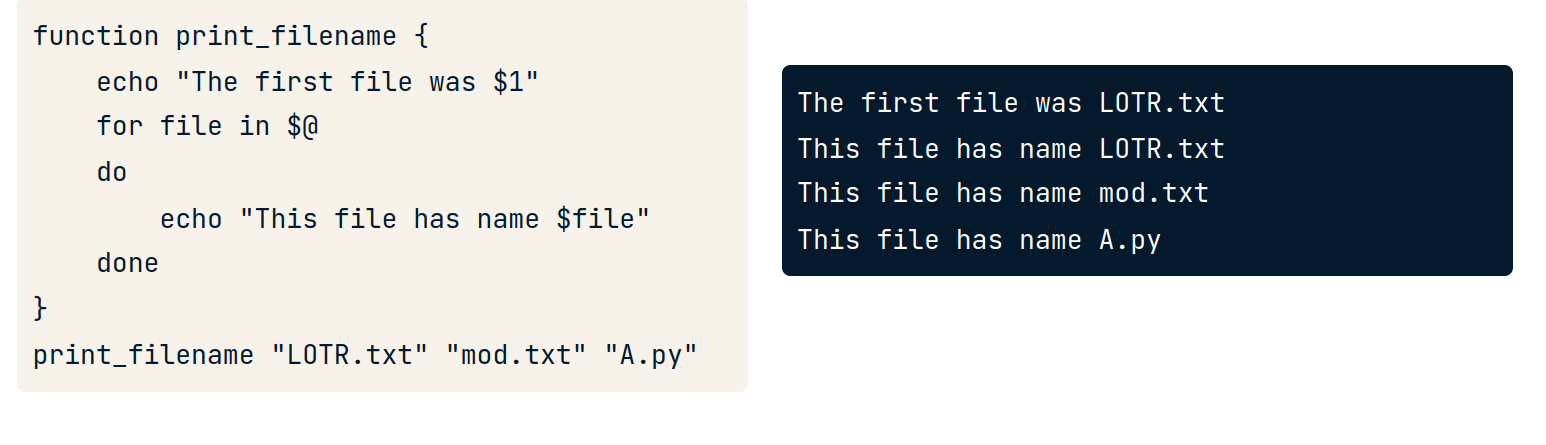 function print_filename {
    echo "The first file was $1"
    for file in $@
    do
        echo "This file has name $file"
    done
}
print_filename "LOTR.txt" "mod.txt" "A.py"
The first file was LOTR.txt
This file has name LOTR.txt
This file has name mod.txt
This file has name A.py